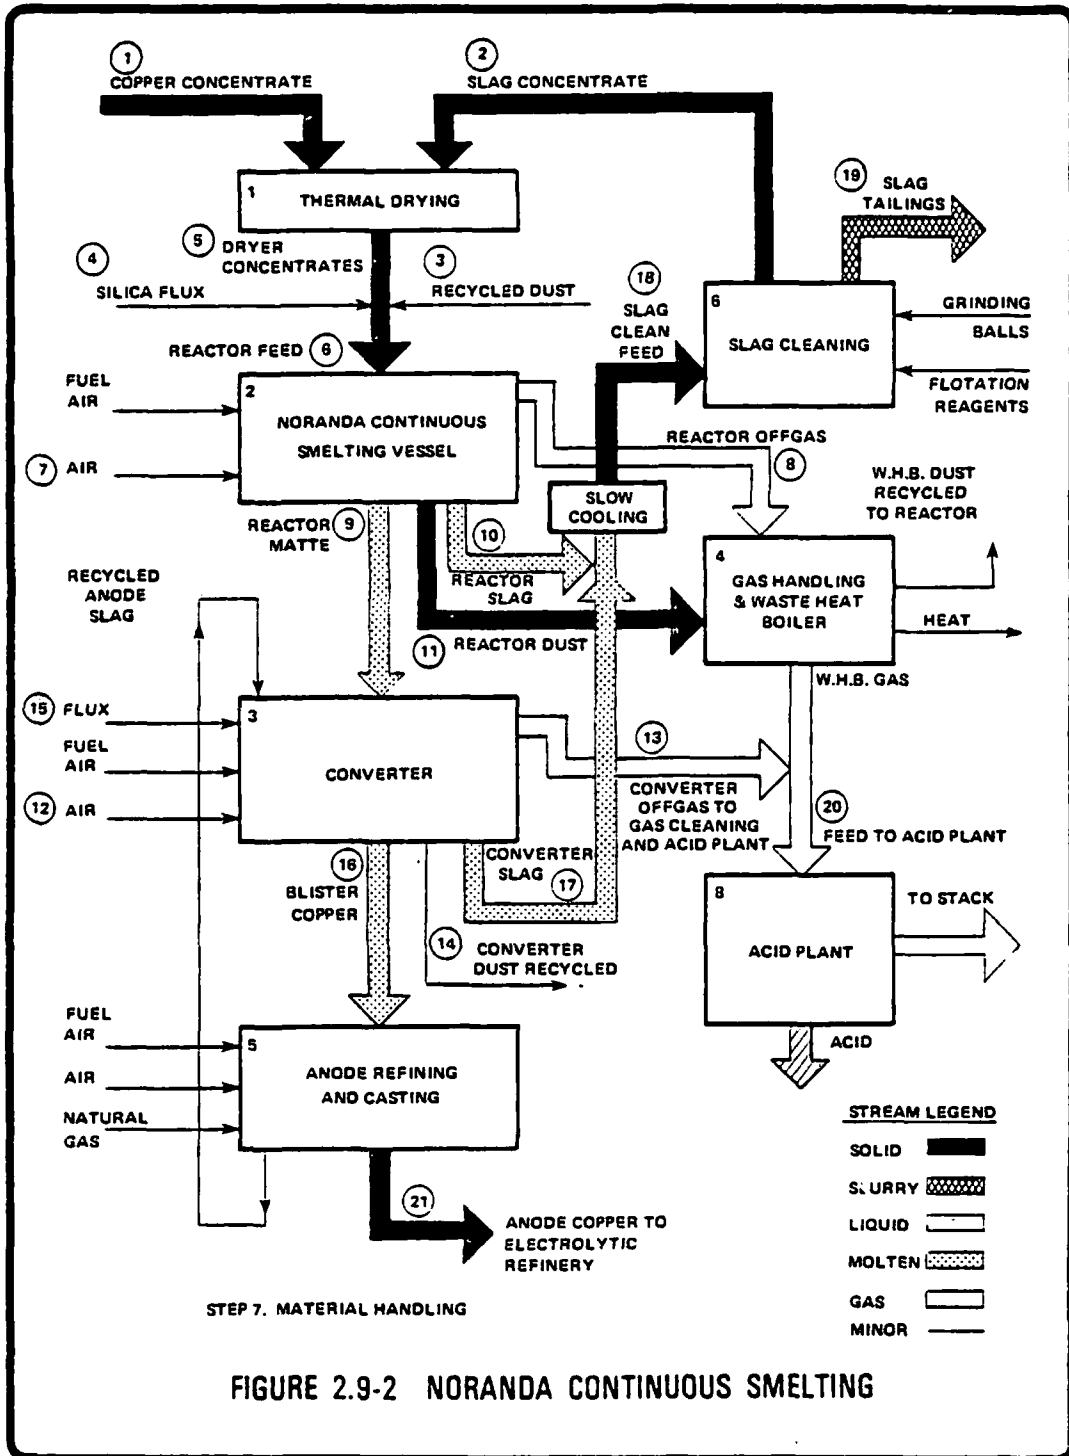 1
COPPER CONCENTRATE
2
SLAG CONCENTRATE
1
THERMAL DRYING
19
SLAG
TAILINGS
5
DRYER
CONCENTRATES
4
SILICA FLUX
3
RECYCLED DUST
18
SLAG
CLEAN
FEED
6
SLAG CLEANING
GRINDING
BALLS
FLOTATION
REAGENTS
REACTOR FEED 6
FUEL
AIR
7 AIR
2
NORANDA CONTINUOUS
SMELTING VESSEL
REACTOR OFFGAS
8
SLOW
COOLING
W.H.B. DUST
RECYCLED
TO REACTOR
REACTOR
MATTE
9
10
REACTOR
SLAG
11
REACTOR DUST
4
GAS HANDLING
& WASTE HEAT
BOILER
HEAT
W.H.B. GAS
RECYCLED
ANODE
SLAG
15 FLUX
FUEL
AIR
12 AIR
3
CONVERTER
13
CONVERTER
OFFGAS TO
GAS CLEANING
AND ACID PLANT
20
FEED TO ACID PLANT
16
BLISTER
COPPER
CONVERTER
SLAG
17
14
CONVERTER
DUST RECYCLED
8
ACID PLANT
TO STACK
ACID
FUEL
AIR
AIR
NATURAL
GAS
5
ANODE REFINING
AND CASTING
21
ANODE COPPER TO
ELECTROLYTIC
REFINERY
STREAM LEGEND
SOLID
SLURRY
LIQUID
MOLTEN
GAS
MINOR
STEP 7. MATERIAL HANDLING
FIGURE 2.9-2 NORANDA CONTINUOUS SMELTING